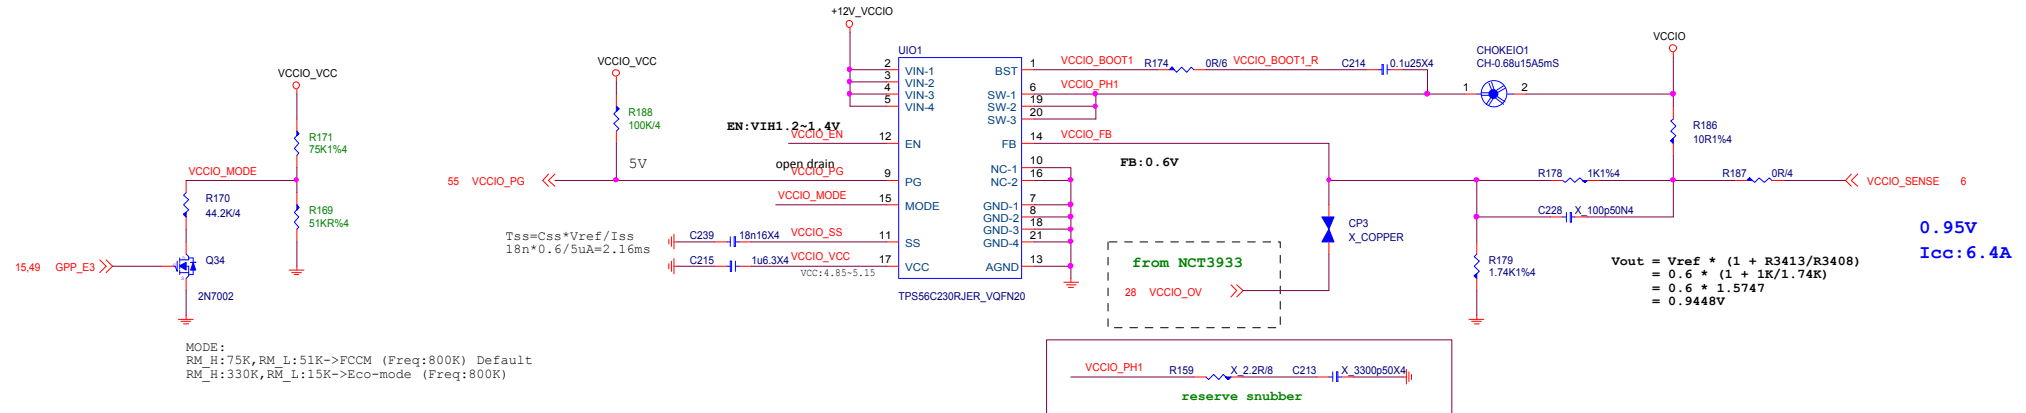 +12V_VCCIO
VCCIO_VCC
R171
75K1%4
VCCIO_MODE
R170
44.2K/4
R169
51KR%4
15,49 GPP_E3
Q34
2N7002
MODE:
RM_H:75K,RM_L:51K->FCCM (Freq:800K) Default
RM_H:330K,RM_L:15K->Eco-mode (Freq:800K)
VCCIO_VCC
R188
100K/4
5V
EN:VIH1.2~1.4V
VCCIO_EN
open drain
VCCIO_PG
55 VCCIO_PG
VCCIO_MODE
Tss=Css*Vref/Iss
18n*0.6/5uA=2.16ms
C239 18n16X4 VCCIO_SS
C215 1u6.3X4 VCCIO_VCC
VCC:4.85~5.15
UIO1
2 VIN-1
3 VIN-2
4 VIN-3
5 VIN-4
12 EN
9 PG
15 MODE
11 SS
17 VCC
BST 1
SW-1 6
SW-2 19
SW-3 20
FB 14
NC-1 10
NC-2 16
GND-1 7
GND-2 8
GND-3 18
GND-4 21
AGND 13
TPS56C230RJER_VQFN20
VCCIO_BOOT1 R174 0R/6 VCCIO_BOOT1_R C214 0.1u25X4
VCCIO_PH1
VCCIO_FB
FB:0.6V
CHOKEIO1
CH-0.68u15A5mS
1 2
VCCIO
R186
10R1%4
R178 1K1%4
R187 0R/4
VCCIO_SENSE 6
C228 X_100p50N4
CP3
X_COPPER
R179
1.74K1%4
from NCT3933
28 VCCIO_OV
0.95V
Icc:6.4A
Vout = Vref * (1 + R3413/R3408)
= 0.6 * (1 + 1K/1.74K)
= 0.6 * 1.5747
= 0.9448V
VCCIO_PH1 R159 X_2.2R/8 C213 X_3300p50X4
reserve snubber